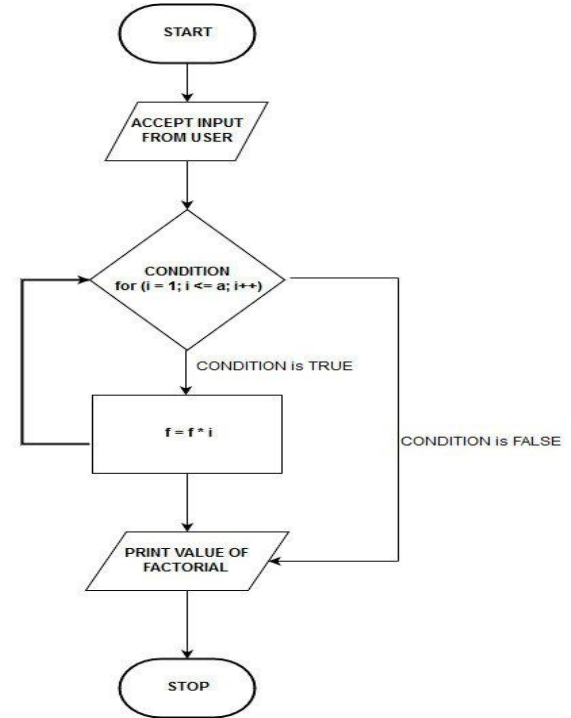 START
ACCEPT INPUT
FROM USER
CONDITION
for (i = 1; i <= a; i++)
CONDITION is TRUE
f = f * i
CONDITION is FALSE
PRINT VALUE OF
FACTORIAL
STOP